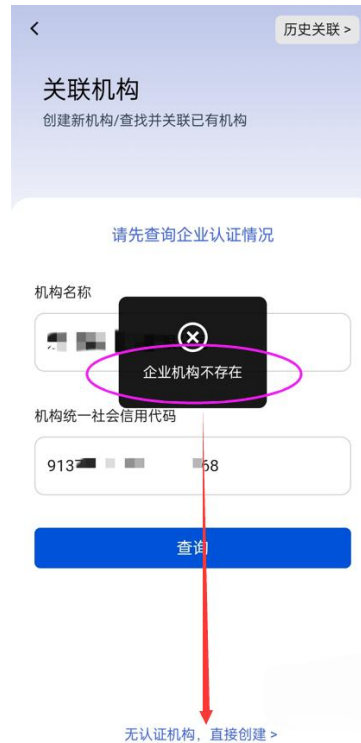 历史关联 >
关联机构
创建新机构/查找并关联已有机构
请先查询企业认证情况
机构名称
企业机构不存在
机构统一社会信用代码
913 68
查询
无认证机构，直接创建 >